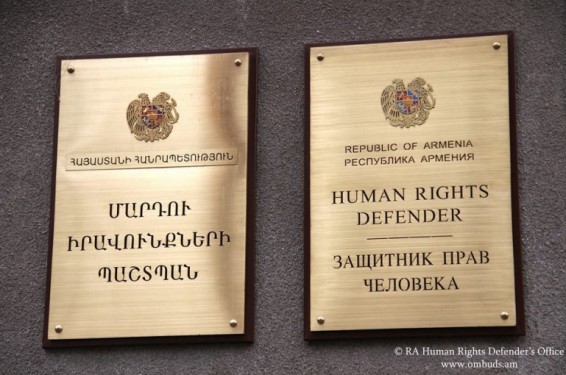 ՀԱՅԱՍՏԱՆԻ ՀԱՆՐԱՊԵՏՈՒԹՅՈՒՆ
ՄԱՐԴՈՒ
ԻՐԱՎՈՒՆՔՆԵՐԻ
ՊԱՇՏՊԱՆ
REPUBLIC OF ARMENIA
РЕСПУБЛИКА АРМЕНИЯ
HUMAN RIGHTS
DEFENDER
ЗАЩИТНИК ПРАВ
ЧЕЛОВЕКА
© RA Human Rights Defender's Office
www.ombuds.am